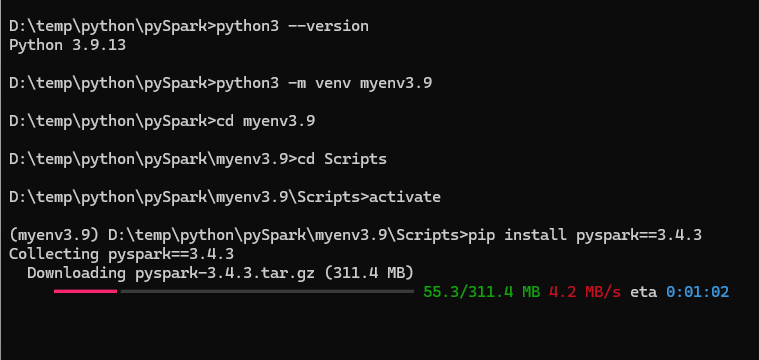 D:\temp\python\pySpark>python3 --version
Python 3.9.13
D:\temp\python\pySpark>python3 -m venv myenv3.9
D:\temp\python\pySpark>cd myenv3.9
D:\temp\python\pySpark\myenv3.9>cd Scripts
D:\temp\python\pySpark\myenv3.9\Scripts>activate
(myenv3.9) D:\temp\python\pySpark\myenv3.9\Scripts>pip install pyspark==3.4.3
Collecting pyspark==3.4.3
Downloading pyspark-3.4.3.tar.gz (311.4 MB)
55.3/311.4 MB 4.2 MB/s eta 0:01:02